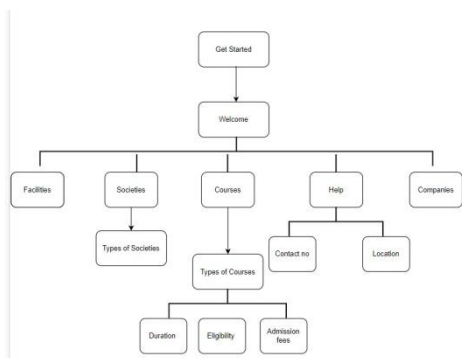 Get Started
Welcome
Facilities
Societies
Courses
Help
Companies
Types of Societies
Contact no
Location
Types of Courses
Duration
Eligibility
Admission
fees